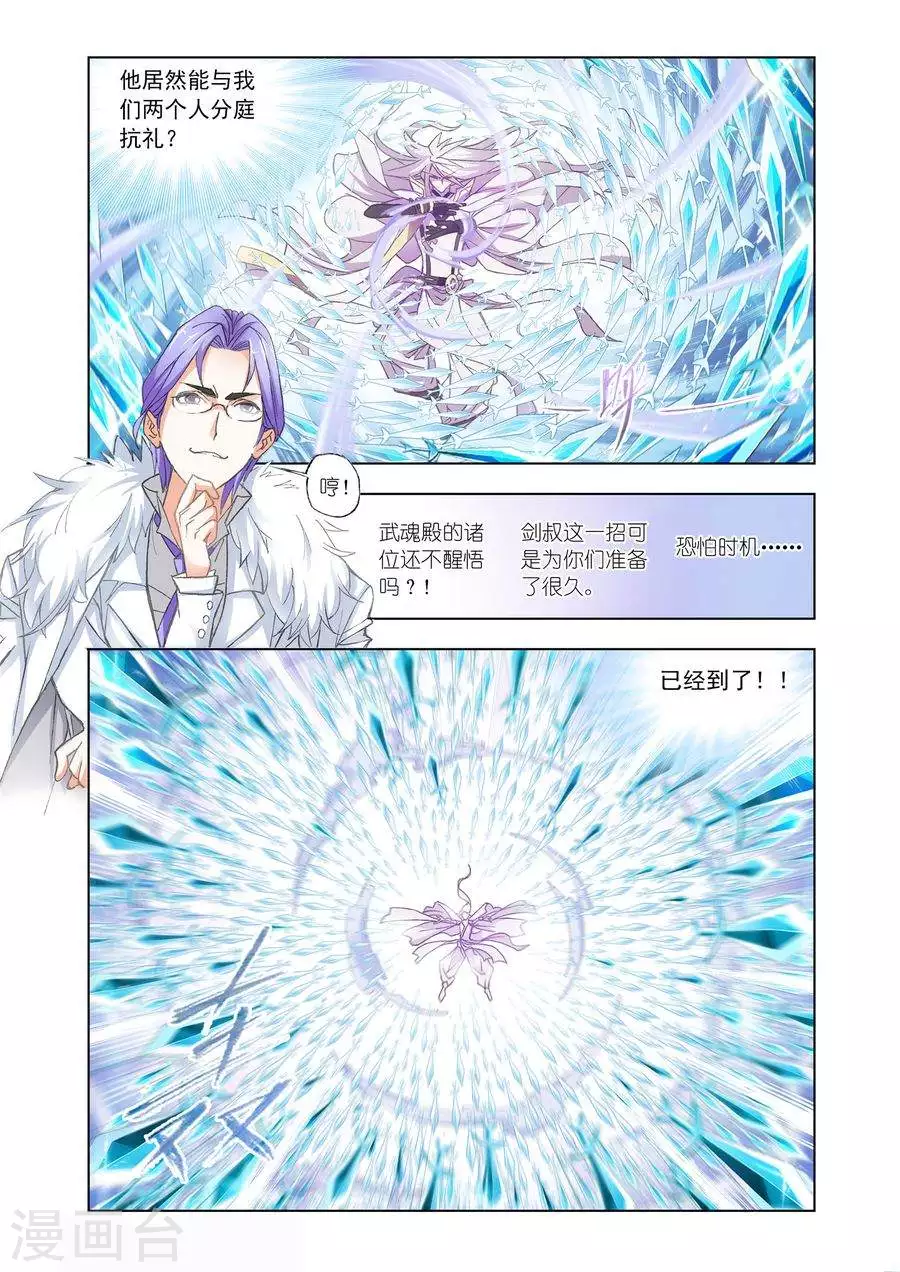 他居然能与我
们两个人分庭
抗礼？
哼！
武魂殿的诸
位还不醒悟
吗？！
剑叔这一招可
是为你们准备
了很久。
恐怕时机……
已经到了！！
漫画台